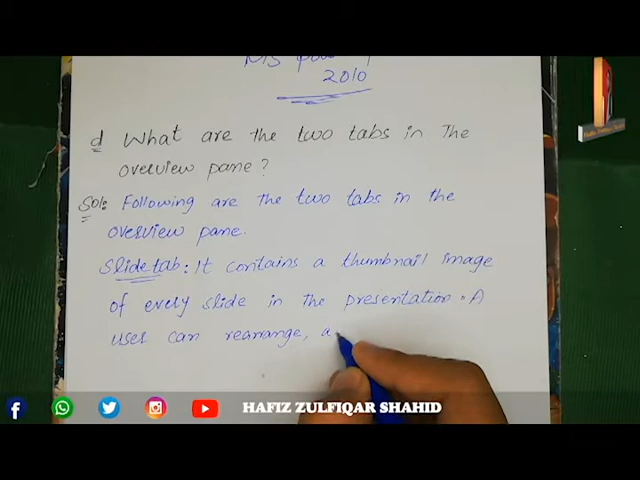 MS
2010
d What are the two tabs in The
overview pane?
Sol: Following are the two tabs in the
overview pane.
Slide tab: It contains a thumbnail image
of every slide in the presentation. A
user can rearrange, a
HAFIZ ZULFIQAR SHAHID